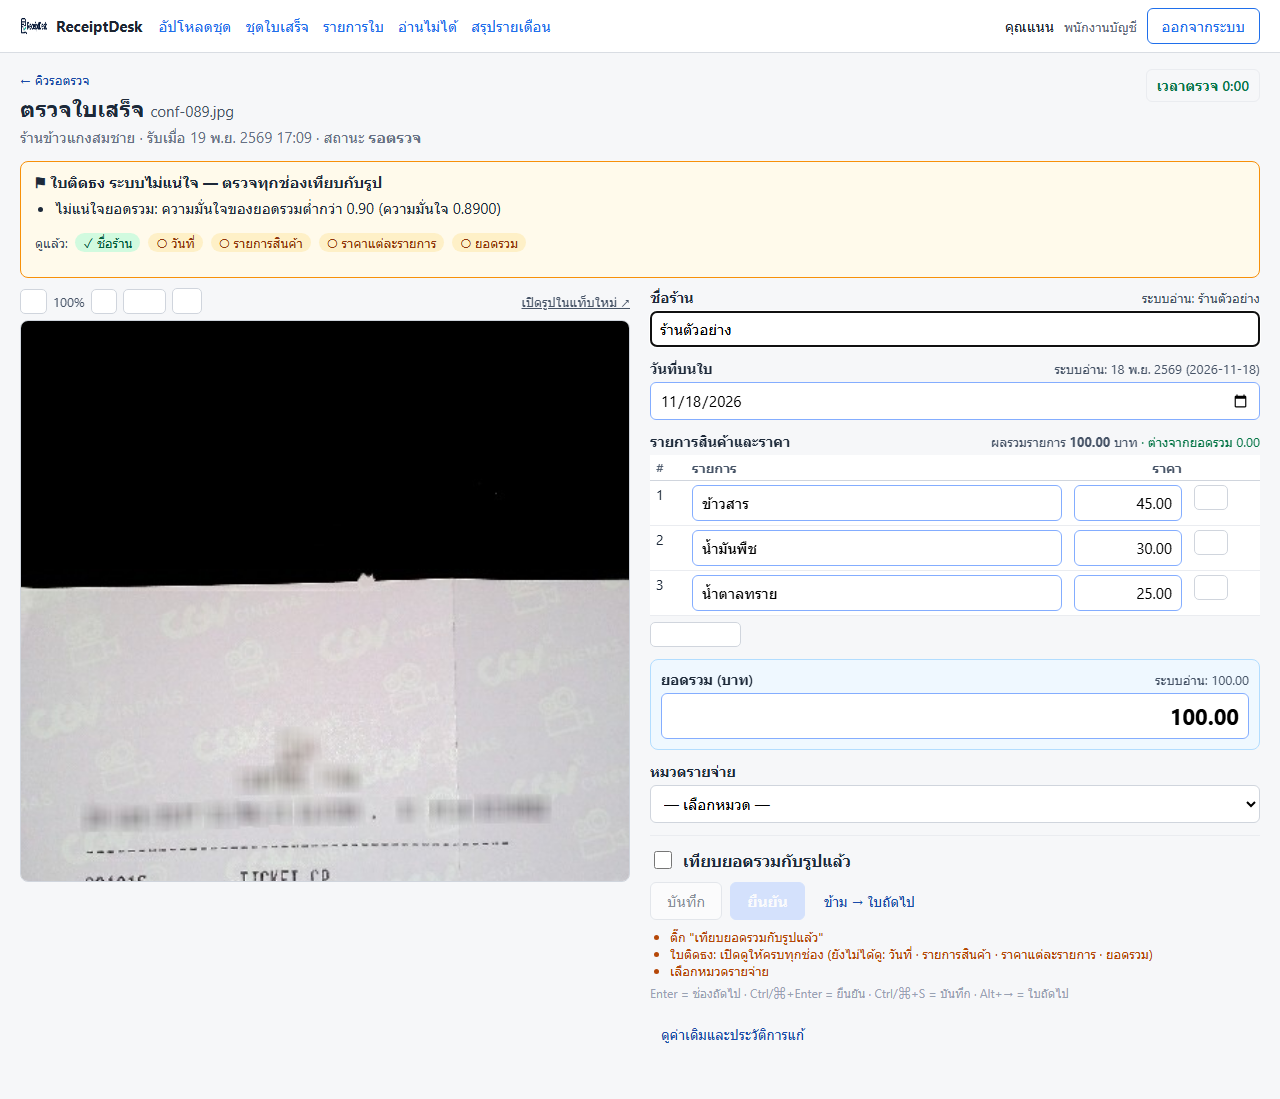 ReceiptDesk อัปโหลดชุด ชุดใบเสร็จ รายการใบ อ่านไม่ได้ สรุปรายเดือน คุณแนน พนักงานบัญชี ออกจากระบบ
← คิวรอตรวจ
เวลาตรวจ 0:00
ตรวจใบเสร็จ conf-089.jpg
ร้านข้าวแกงสมชาย · รับเมื่อ 19 พ.ย. 2569 17:09 · สถานะ รอตรวจ
ใบติดธง ระบบไม่แน่ใจ — ตรวจทุกช่องเทียบกับรูป
ไม่แน่ใจยอดรวม: ความมั่นใจของยอดรวมต่ำกว่า 0.90 (ความมั่นใจ 0.8900)
ดูแล้ว: ✓ ชื่อร้าน ○ วันที่ ○ รายการสินค้า ○ ราคาแต่ละรายการ ○ ยอดรวม
100% เปิดรูปในแท็บใหม่ ↗
CGV CINEMAS
TICKET CP
ชื่อร้าน ระบบอ่าน: ร้านตัวอย่าง
ร้านตัวอย่าง
วันที่บนใบ ระบบอ่าน: 18 พ.ย. 2569 (2026-11-18)
11/18/2026
รายการสินค้าและราคา ผลรวมรายการ 100.00 บาท · ต่างจากยอดรวม 0.00
# รายการ ราคา
1 ข้าวสาร 45.00
2 น้ำมันพืช 30.00
3 น้ำตาลทราย 25.00
ยอดรวม (บาท) ระบบอ่าน: 100.00
100.00
หมวดรายจ่าย
— เลือกหมวด —
เทียบยอดรวมกับรูปแล้ว
บันทึก ยืนยัน ข้าม → ใบถัดไป
ติ๊ก "เทียบยอดรวมกับรูปแล้ว"
ใบติดธง: เปิดดูให้ครบทุกช่อง (ยังไม่ได้ดู: วันที่ · รายการสินค้า · ราคาแต่ละรายการ · ยอดรวม)
เลือกหมวดรายจ่าย
Enter = ช่องถัดไป · Ctrl/⌘+Enter = ยืนยัน · Ctrl/⌘+S = บันทึก · Alt+→ = ใบถัดไป
ดูค่าเดิมและประวัติการแก้